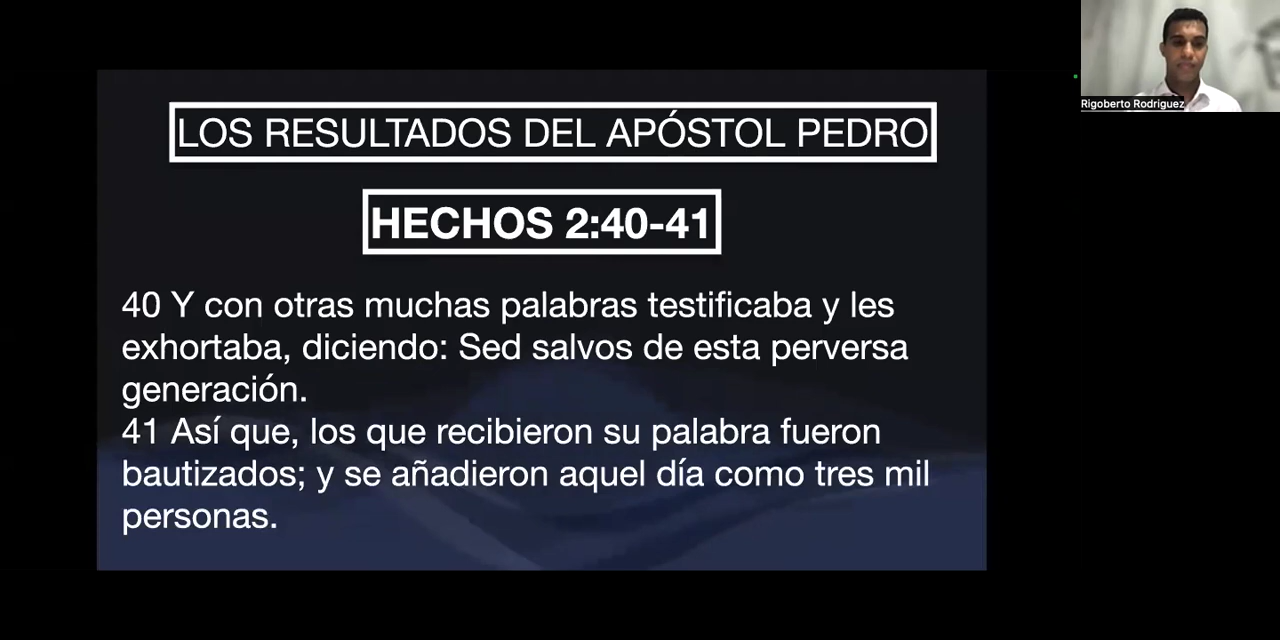 LOS RESULTADOS DEL APÓSTOL PEDRO
HECHOS 2:40-41
40 Y con otras muchas palabras testificaba y les
exhortaba, diciendo: Sed salvos de esta perversa
generación.
41 Así que, los que recibieron su palabra fueron
bautizados; y se añadieron aquel día como tres mil
personas.
Rigoberto Rodriguez